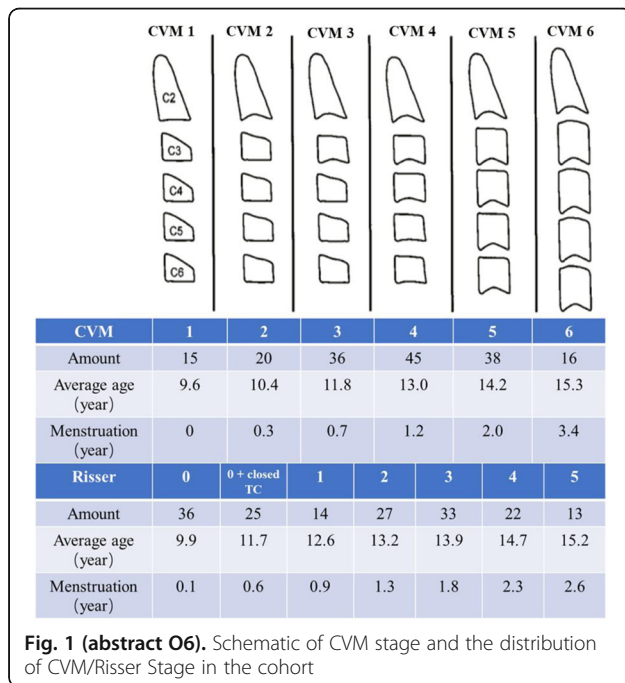 CVM 1 CVM 2 CVM 3 CVM 4 CVM 5 CVM 6
C2
C3
C4
C5
C6
CVM 1 2 3 4 5 6
Amount 15 20 36 45 38 16
Average age (year) 9.6 10.4 11.8 13.0 14.2 15.3
Menstruation (year) 0 0.3 0.7 1.2 2.0 3.4
Risser 0 0 + closed TC 1 2 3 4 5
Amount 36 25 14 27 33 22 13
Average age (year) 9.9 11.7 12.6 13.2 13.9 14.7 15.2
Menstruation (year) 0.1 0.6 0.9 1.3 1.8 2.3 2.6
Fig. 1 (abstract O6). Schematic of CVM stage and the distribution
of CVM/Risser Stage in the cohort